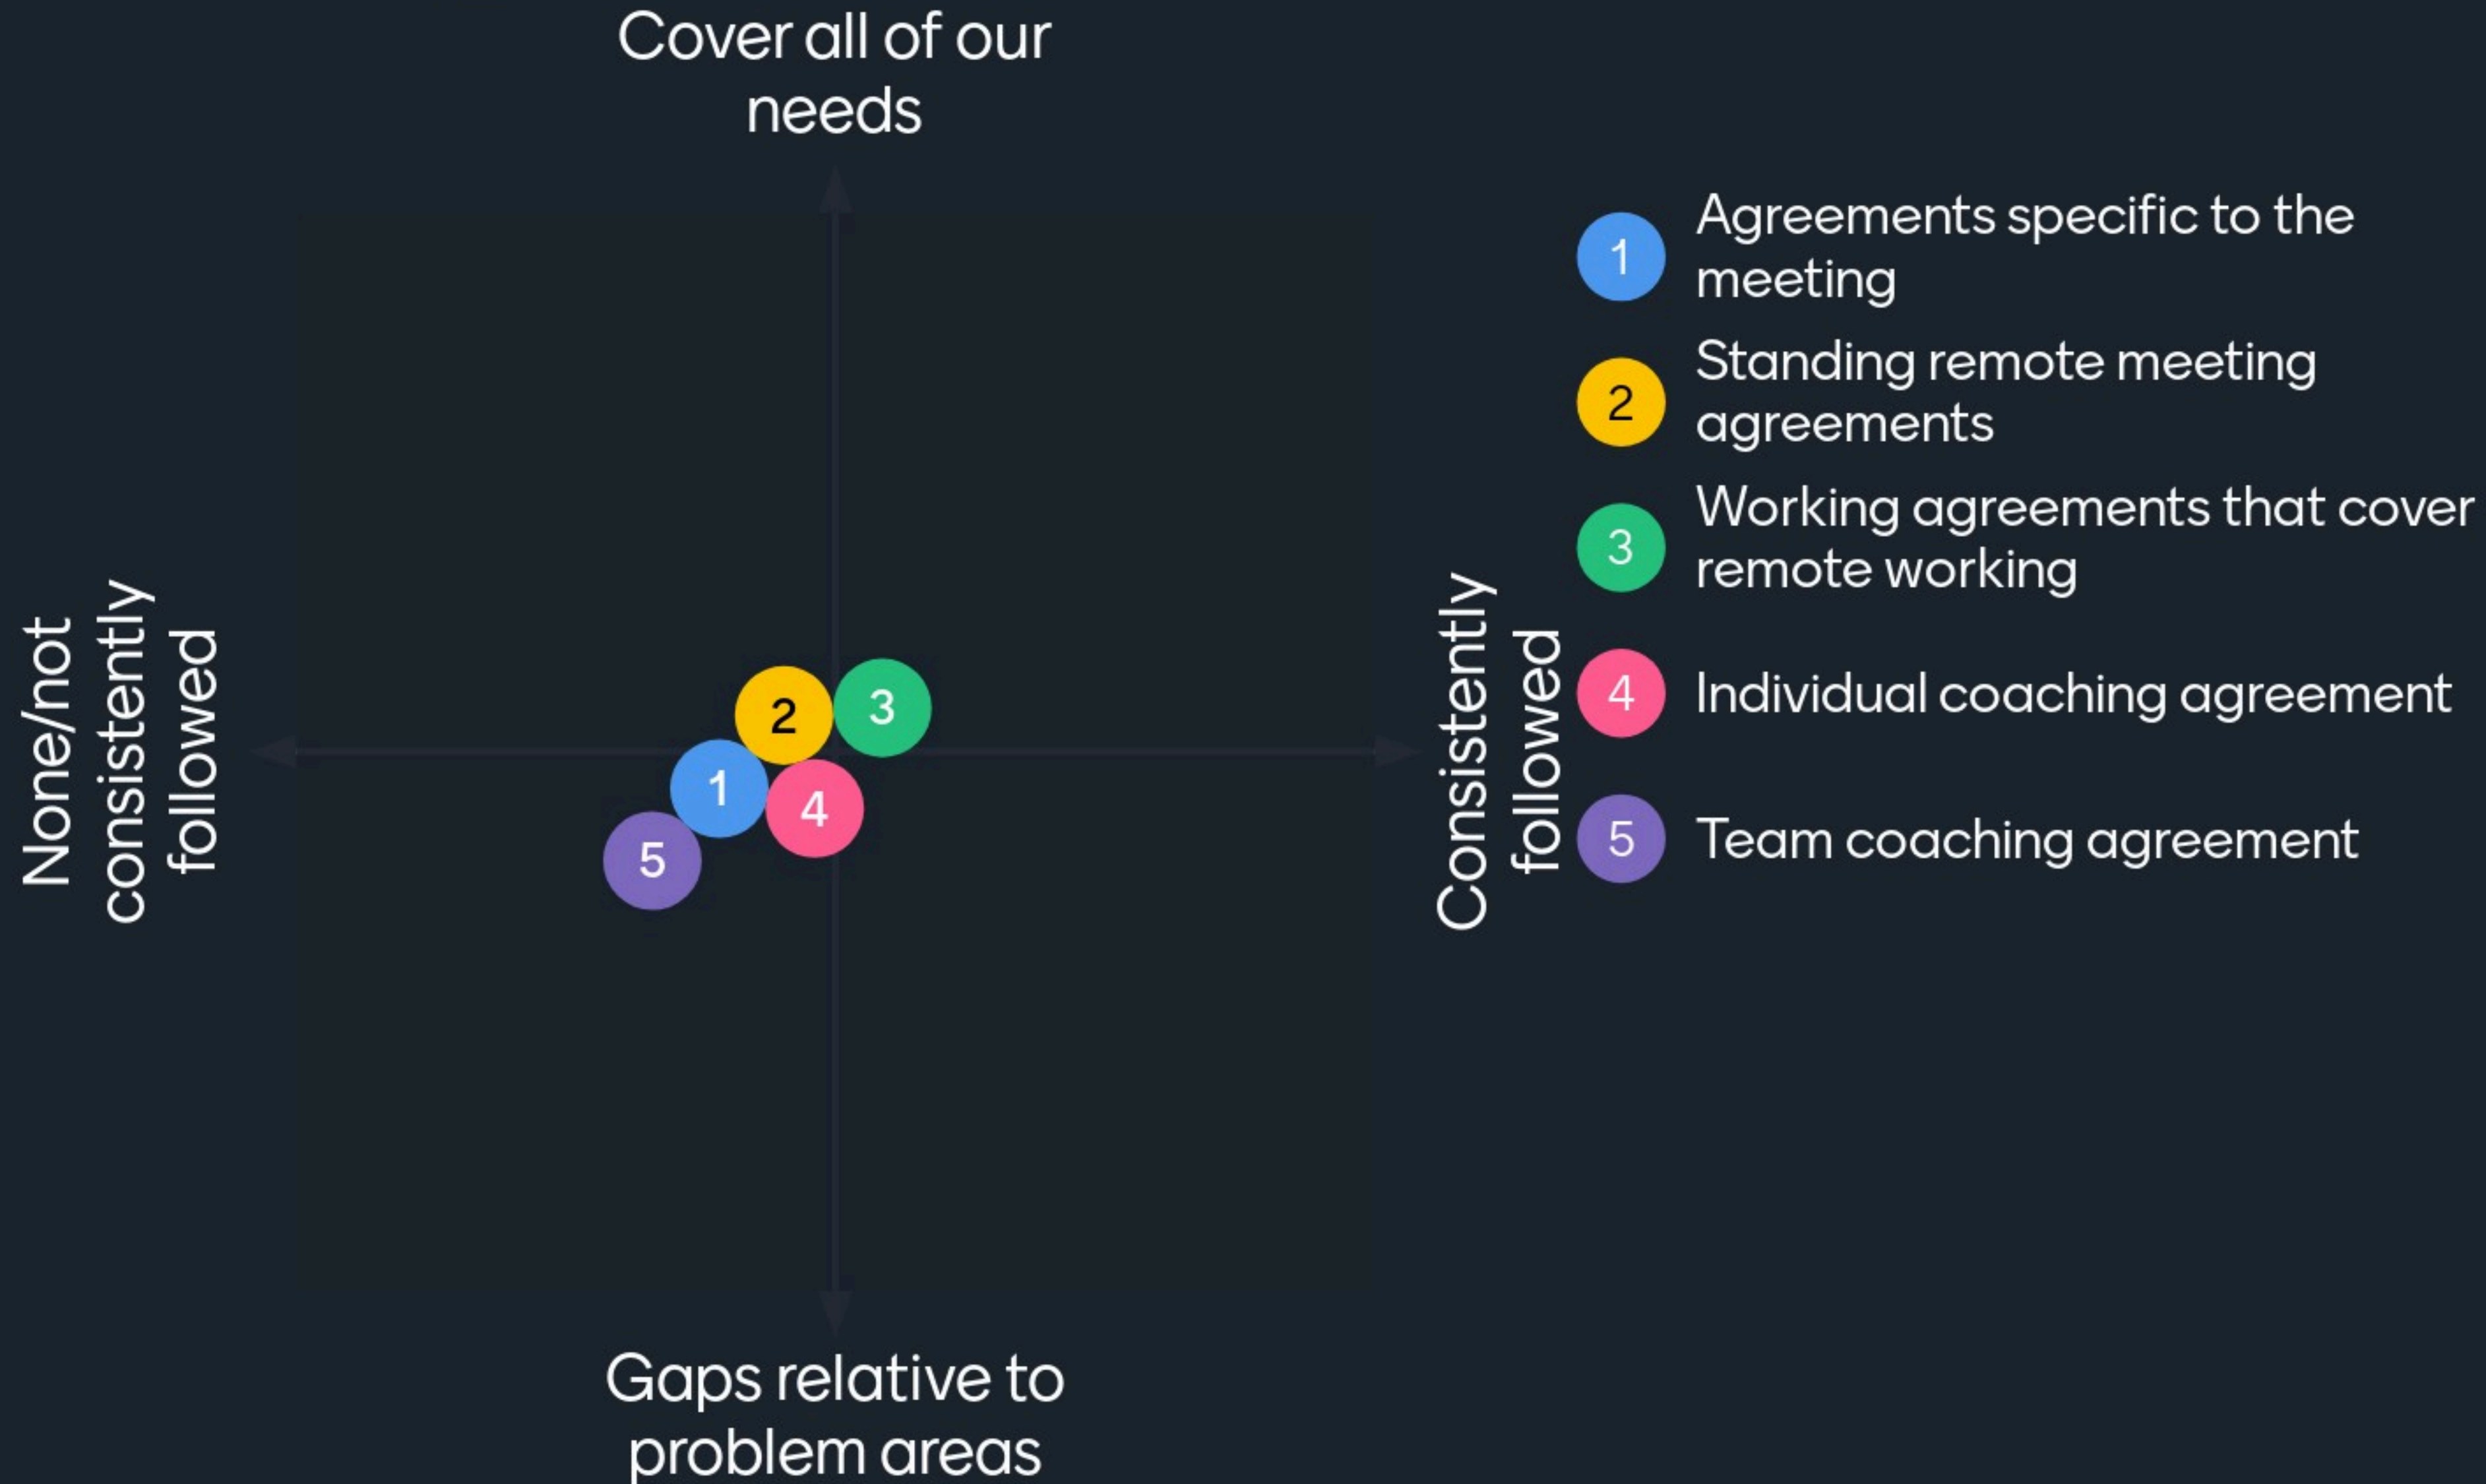 Cover all of our
needs
None/not
consistently
followed
2
3
1
4
5
Consistently
followed
Gaps relative to
problem areas
1
Agreements specific to the
meeting
2
Standing remote meeting
agreements
3
Working agreements that cover
remote working
4
Individual coaching agreement
5
Team coaching agreement